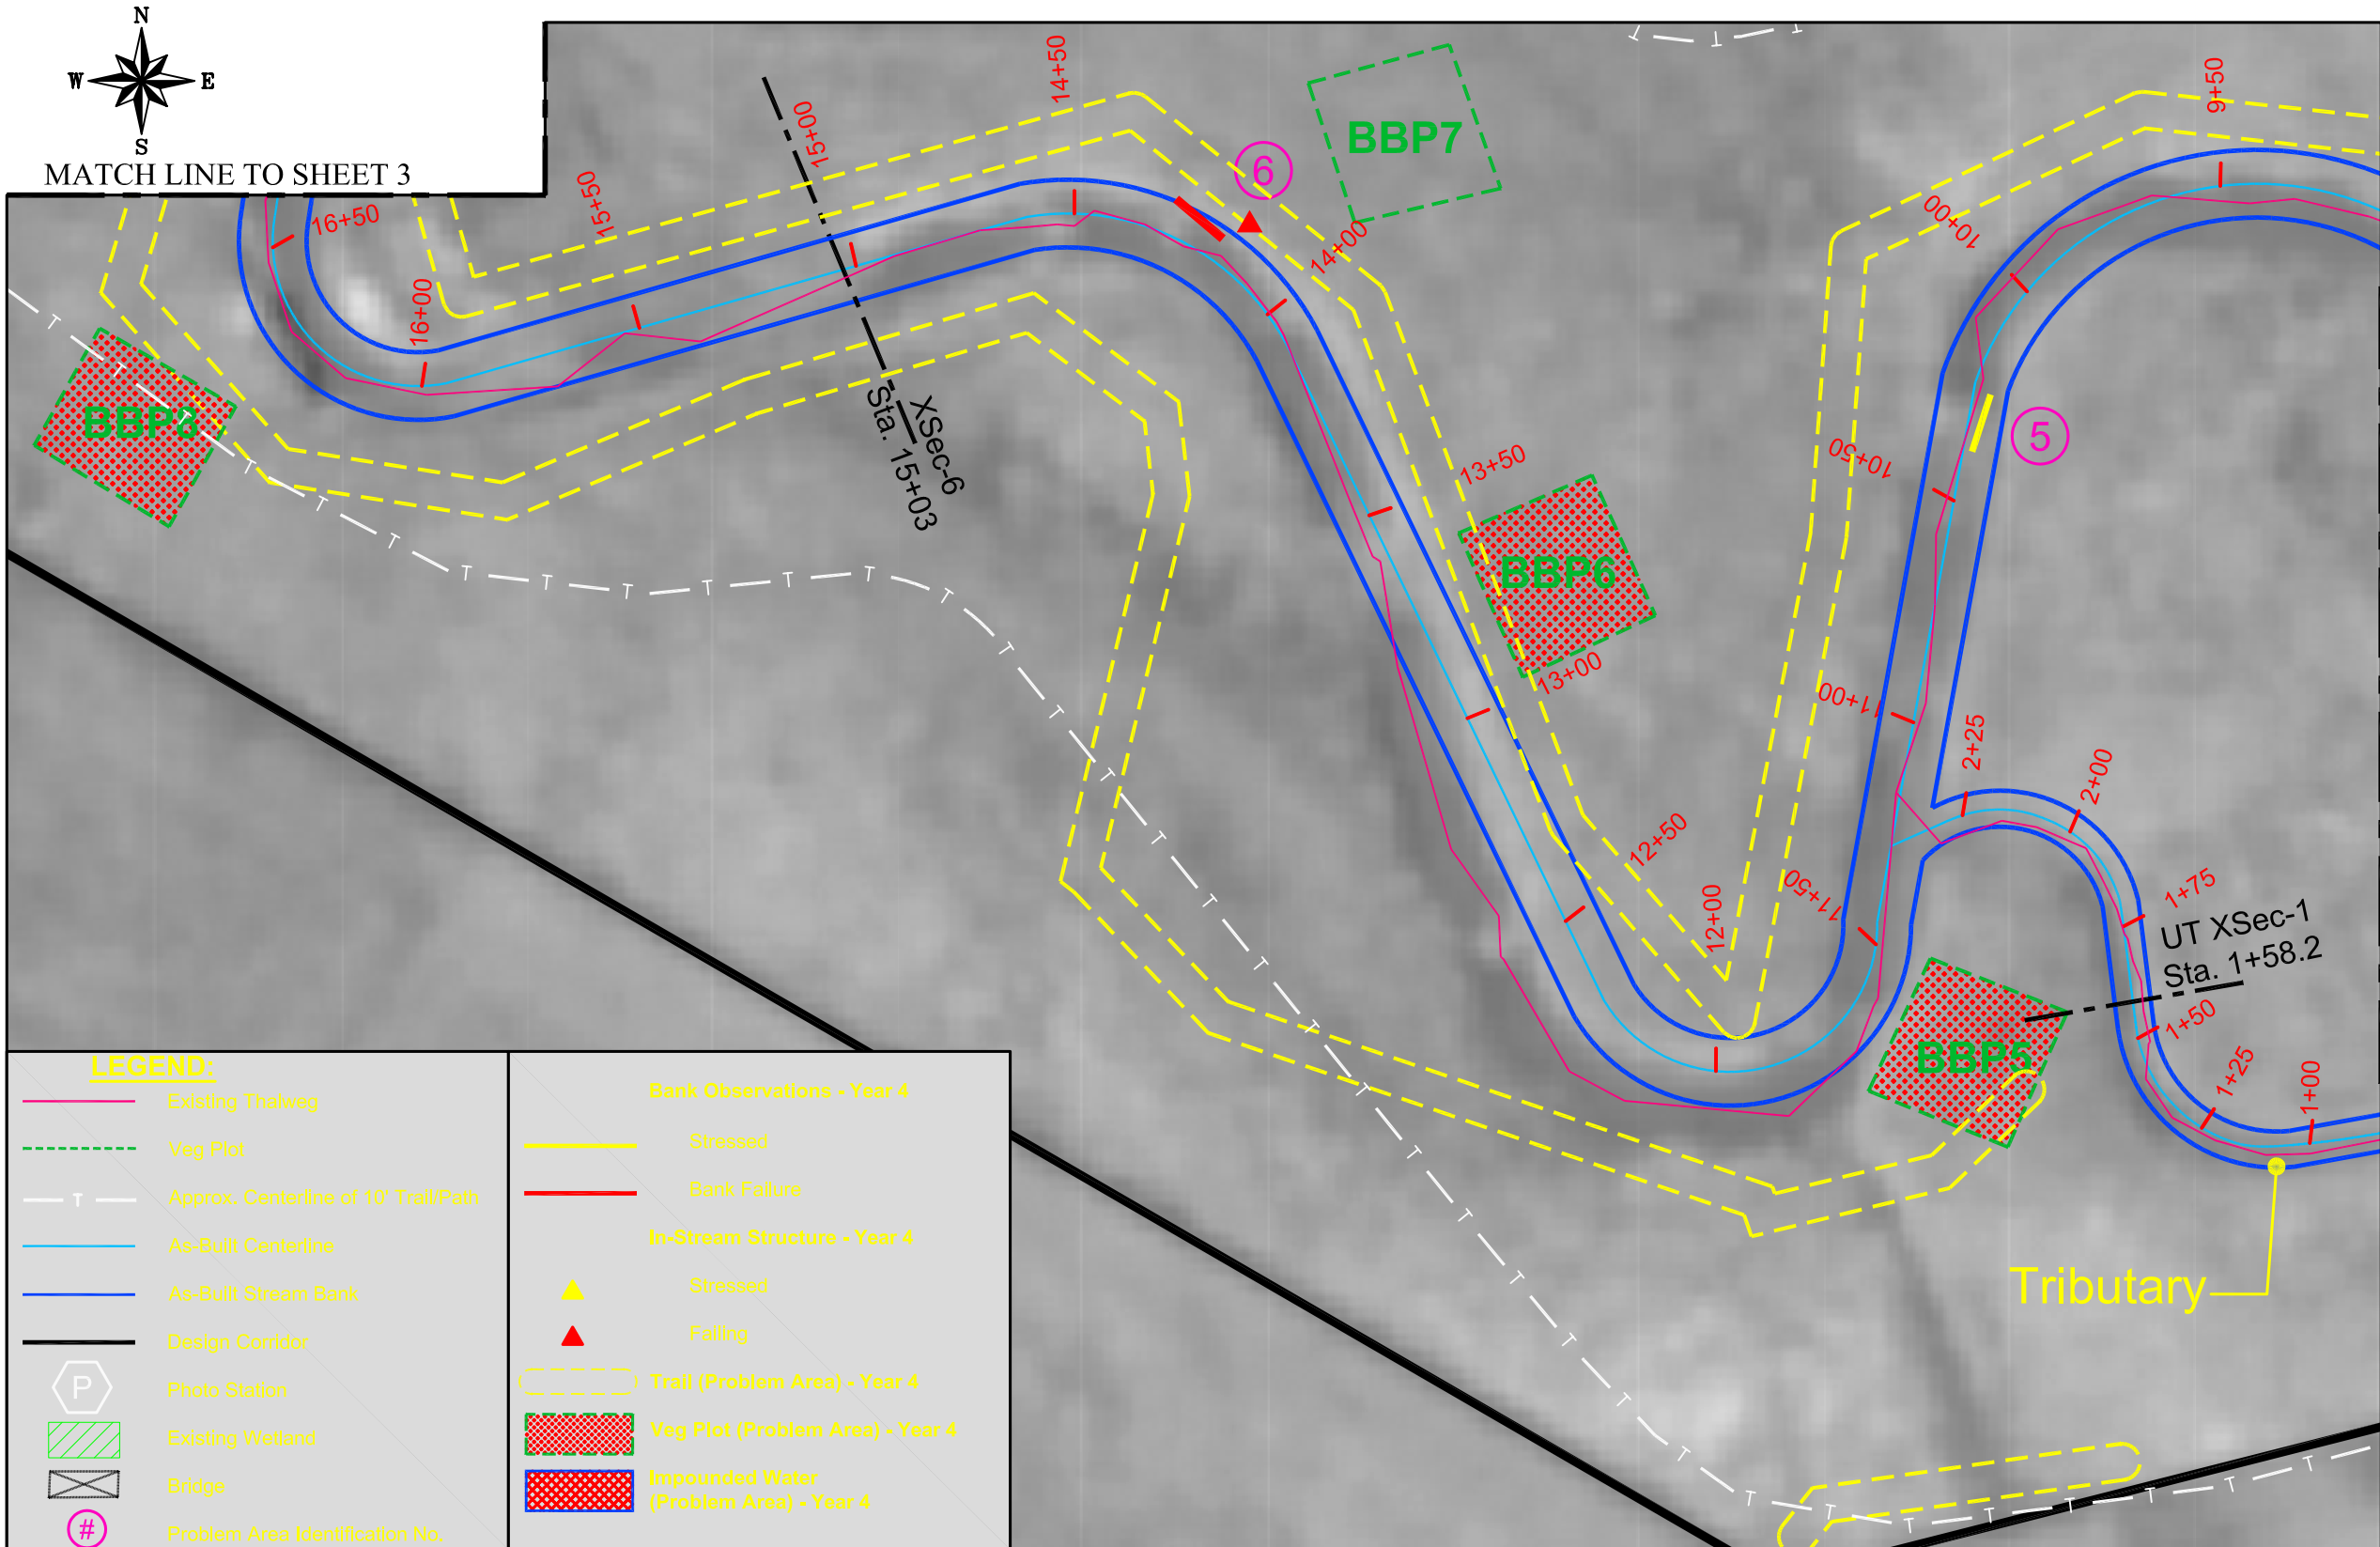 N
W
E
S
MATCH LINE TO SHEET 3
14+50
15+00
15+50
16+00
16+50
14+00
13+50
13+00
12+50
12+00
11+50
11+00
10+50
10+00
9+50
BBP7
6
5
BBP8
BBP6
BBP5
XSec-6
Sta. 15+03
2+25
2+00
1+75
UT XSec-1
Sta. 1+58.2
1+50
1+25
1+00
Tributary
T
LEGEND:
Existing Thalweg
Veg Plot
T
Approx. Centerline of 10' Trail/Path
As-Built Centerline
As-Built Stream Bank
Design Corridor
P
Photo Station
Existing Wetland
Bridge
#
Problem Area Identification No.
Bank Observations - Year 4
Stressed
Bank Failure
In-Stream Structure - Year 4
Stressed
Failing
Trail (Problem Area) - Year 4
Veg Plot (Problem Area) - Year 4
Impounded Water
(Problem Area) - Year 4